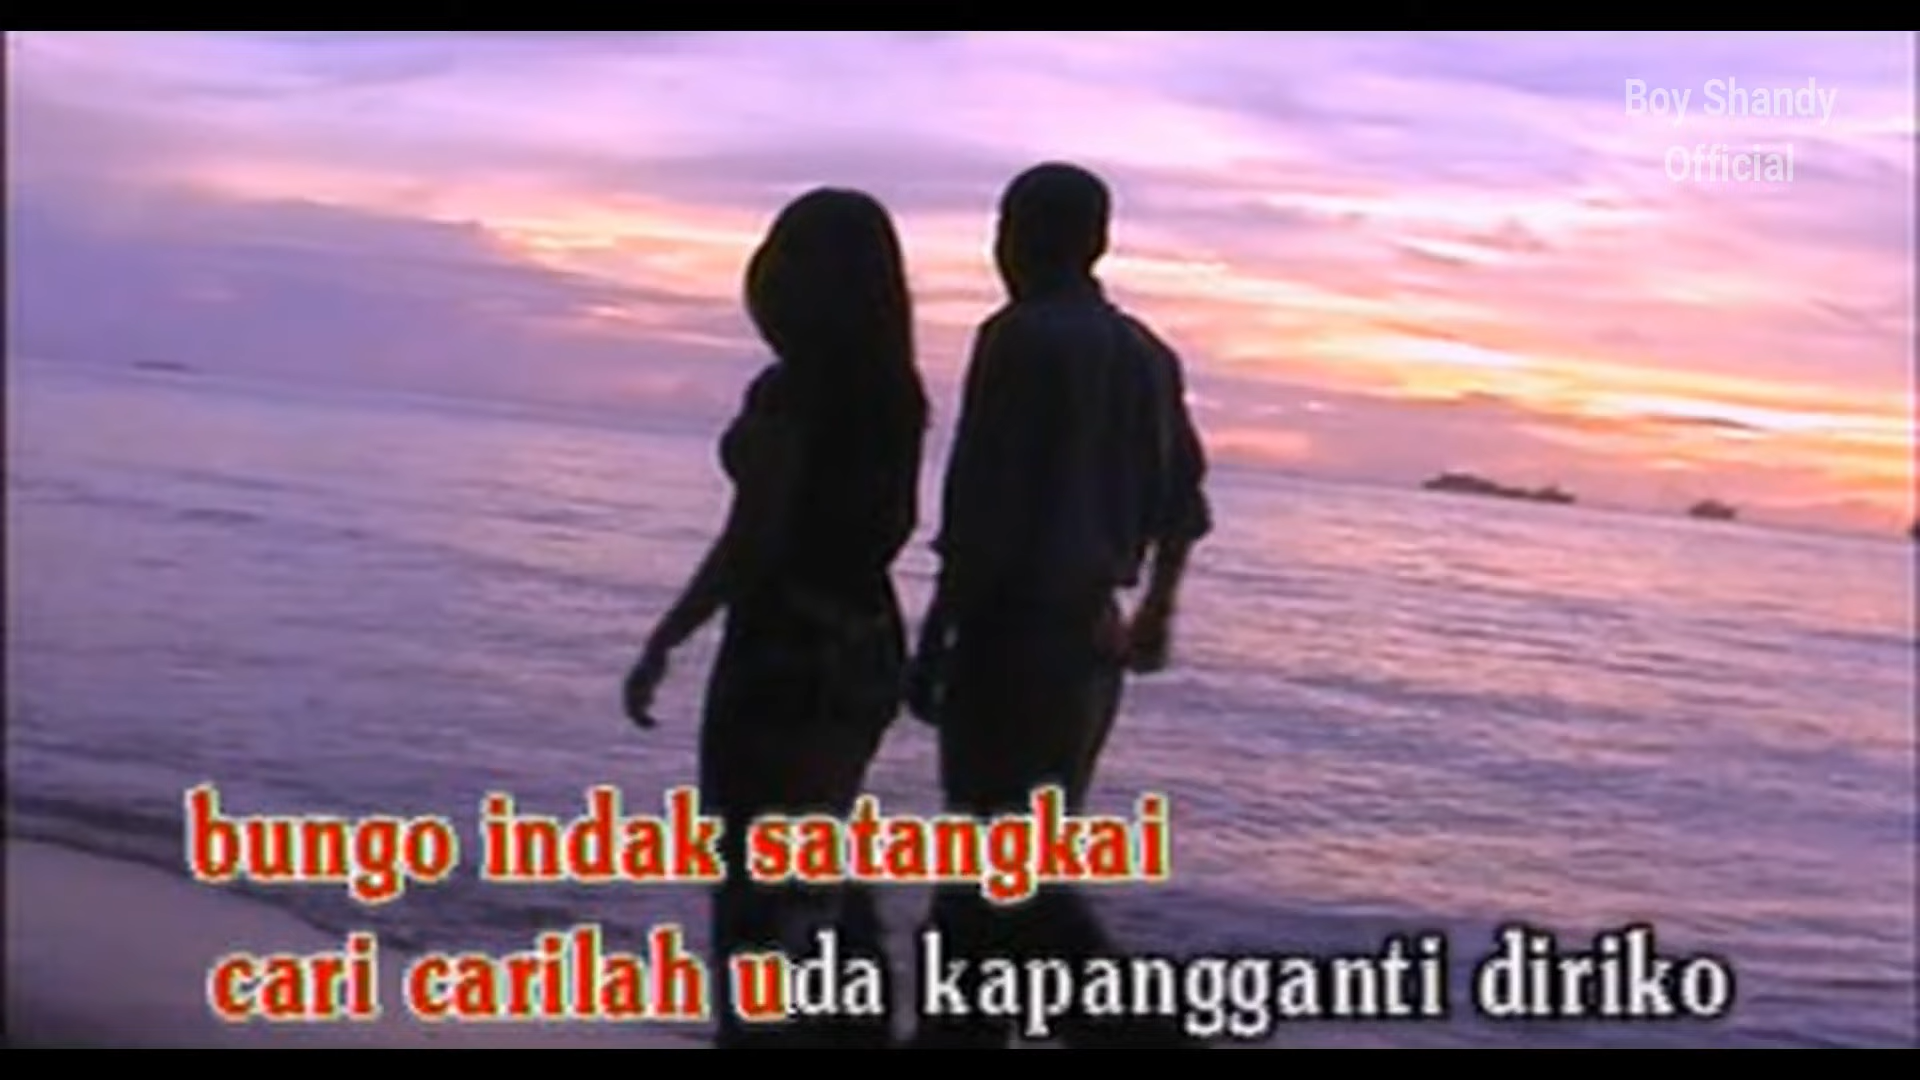 Boy Shandy
Official
bungo indak satangkai
cari carilah uda kapangganti diriko